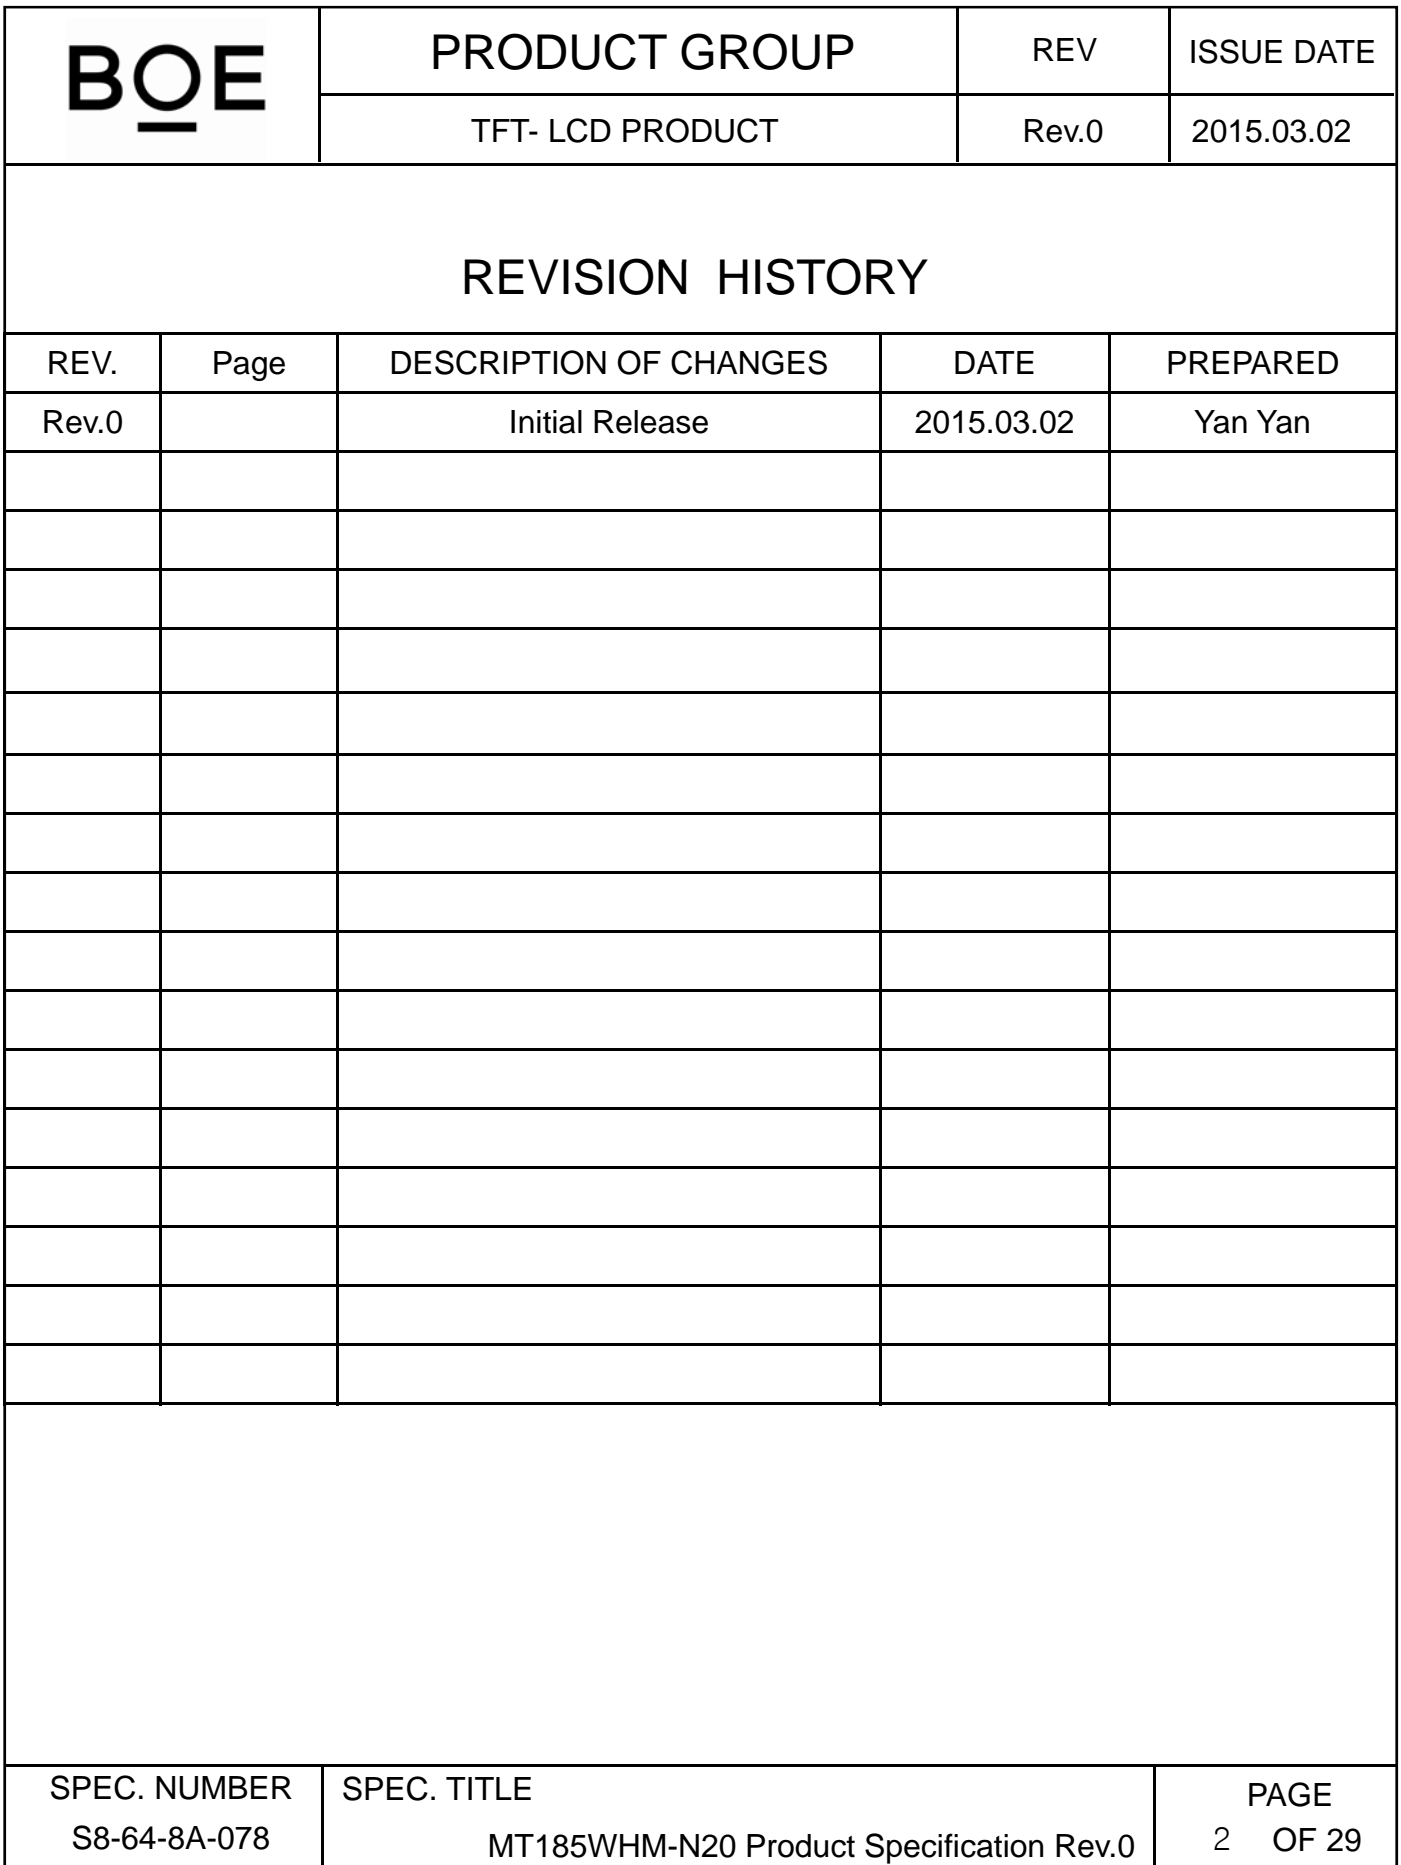 BOE
PRODUCT GROUP
REV
ISSUE DATE
TFT- LCD PRODUCT
Rev.0
2015.03.02
REVISION HISTORY
REV. Page DESCRIPTION OF CHANGES DATE PREPARED
Rev.0 Initial Release 2015.03.02 Yan Yan
SPEC. NUMBER
S8-64-8A-078
SPEC. TITLE
MT185WHM-N20 Product Specification Rev.0
PAGE
2 OF 29